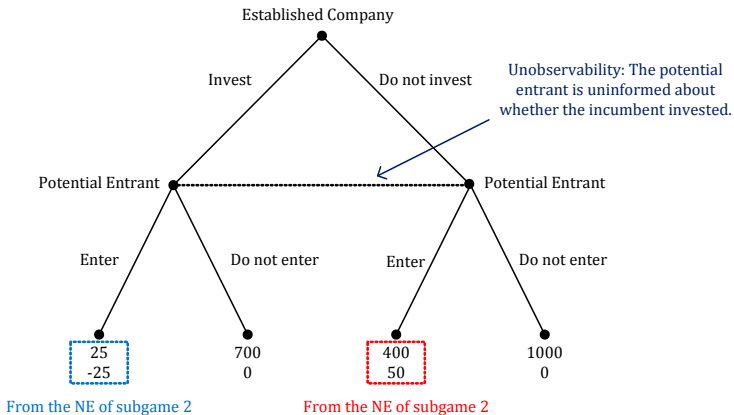 Established Company
Invest
Do not invest
Unobservability: The potential
entrant is uninformed about
whether the incumbent invested.
Potential Entrant
Potential Entrant
Enter
Do not enter
Enter
Do not enter
25
-25
700
0
400
50
1000
0
From the NE of subgame 2
From the NE of subgame 2